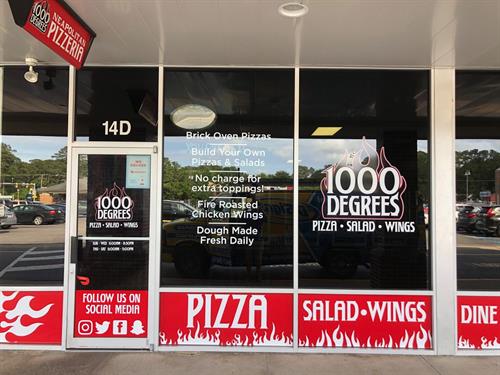 1000
DEGREES
NEAPOLITAN
PIZZERIA
14D
1000
DEGREES
PIZZA • SALAD • WINGS
FOLLOW US ON
SOCIAL MEDIA
Brick Oven Pizzas
Build Your Own
Pizzas & Salads
No charge for
extra toppings!
Fire Roasted
Chicken Wings
Dough Made
Fresh Daily
1000
DEGREES
PIZZA • SALAD • WINGS
PIZZA
SALAD • WINGS
DINE